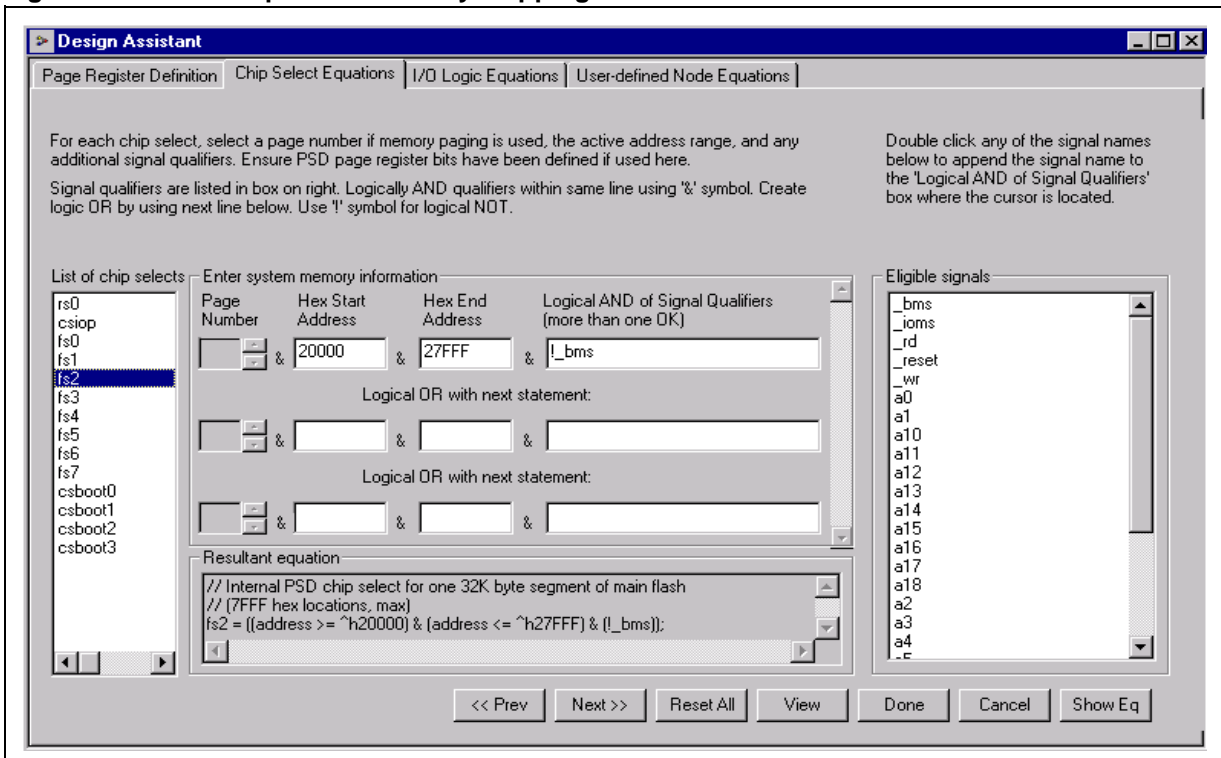 Design Assistant
Page Register Definition Chip Select Equations I/O Logic Equations User-defined Node Equations
For each chip select, select a page number if memory paging is used, the active address range, and any
additional signal qualifiers. Ensure PSD page register bits have been defined if used here.
Signal qualifiers are listed in box on right. Logically AND qualifiers within same line using '&' symbol. Create
logic OR by using next line below. Use '!' symbol for logical NOT.
Double click any of the signal names
below to append the signal name to
the 'Logical AND of Signal Qualifiers'
box where the cursor is located.
List of chip selects
rs0
csiop
fs0
fs1
fs2
fs3
fs4
fs5
fs6
fs7
csboot0
csboot1
csboot2
csboot3
Enter system memory information
Page Number
Hex Start Address
Hex End Address
Logical AND of Signal Qualifiers
(more than one OK)
& 20000 & 27FFF & !_bms
Logical OR with next statement:
& & &
Logical OR with next statement:
& & &
Resultant equation
// Internal PSD chip select for one 32K byte segment of main flash
// (7FFF hex locations, max)
fs2 = ((address >= ^h20000) & (address <= ^h27FFF) & (!_bms));
Eligible signals
_bms
_ioms
_rd
_reset
_wr
a0
a1
a10
a11
a12
a13
a14
a15
a16
a17
a18
a2
a3
a4
<< Prev Next >> Reset All View Done Cancel Show Eq